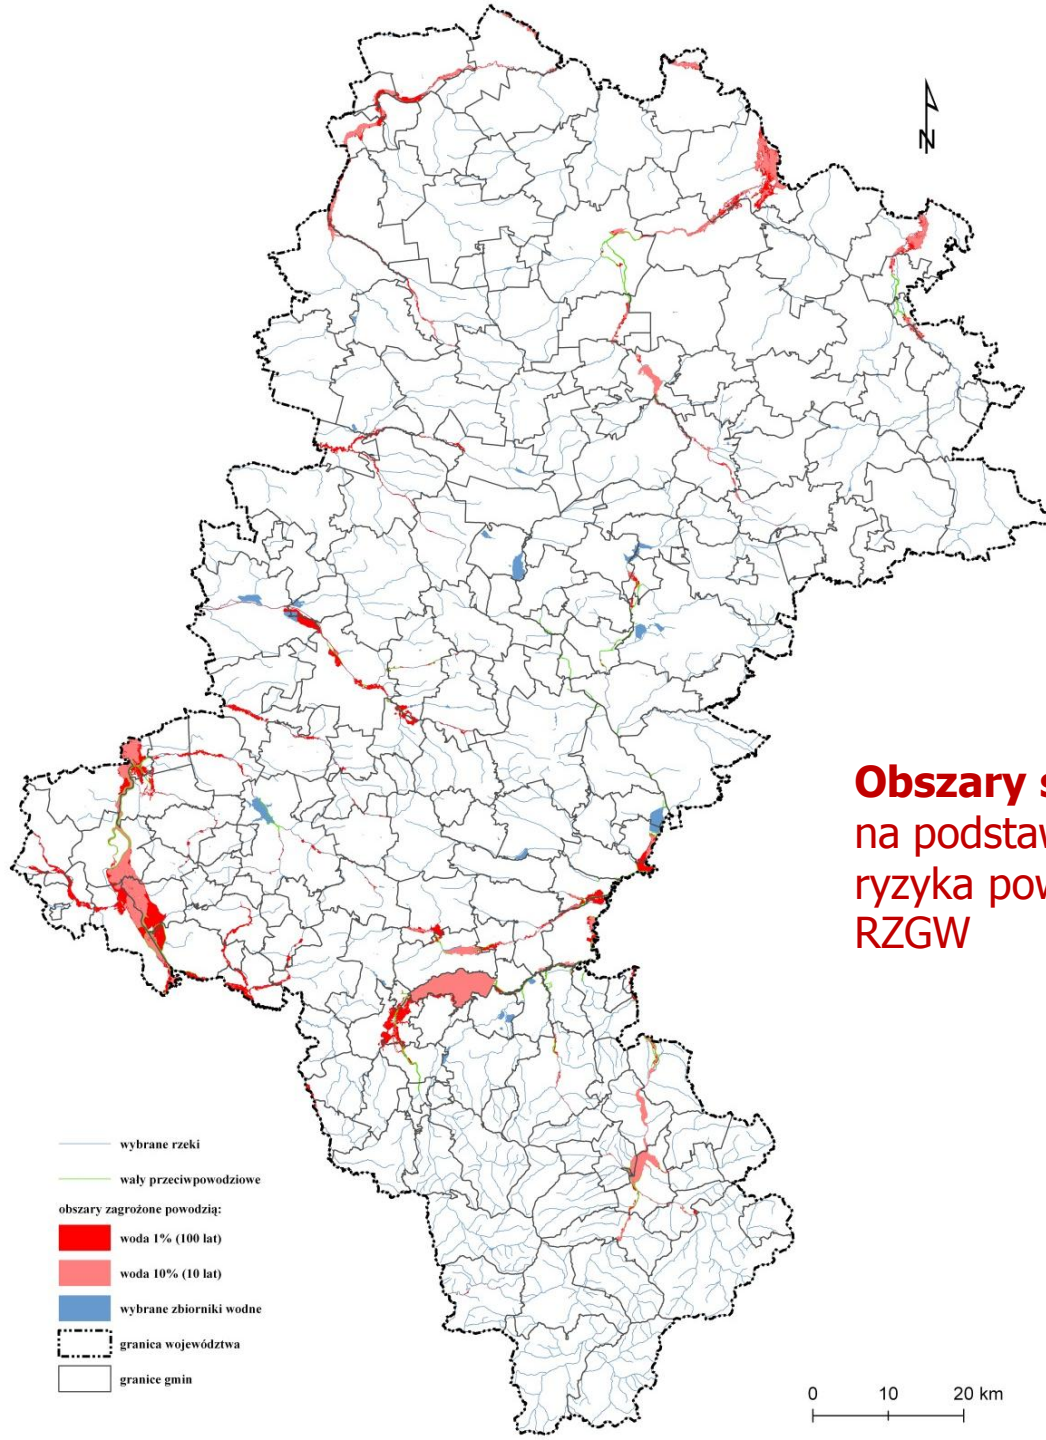 N
Obszary s
na podstaw
ryzyka pow
RZGW
wybrane rzeki
wały przeciwpowodziowe
obszary zagrożone powodzią:
woda 1% (100 lat)
woda 10% (10 lat)
wybrane zbiorniki wodne
granica województwa
granice gmin
0 10 20 km